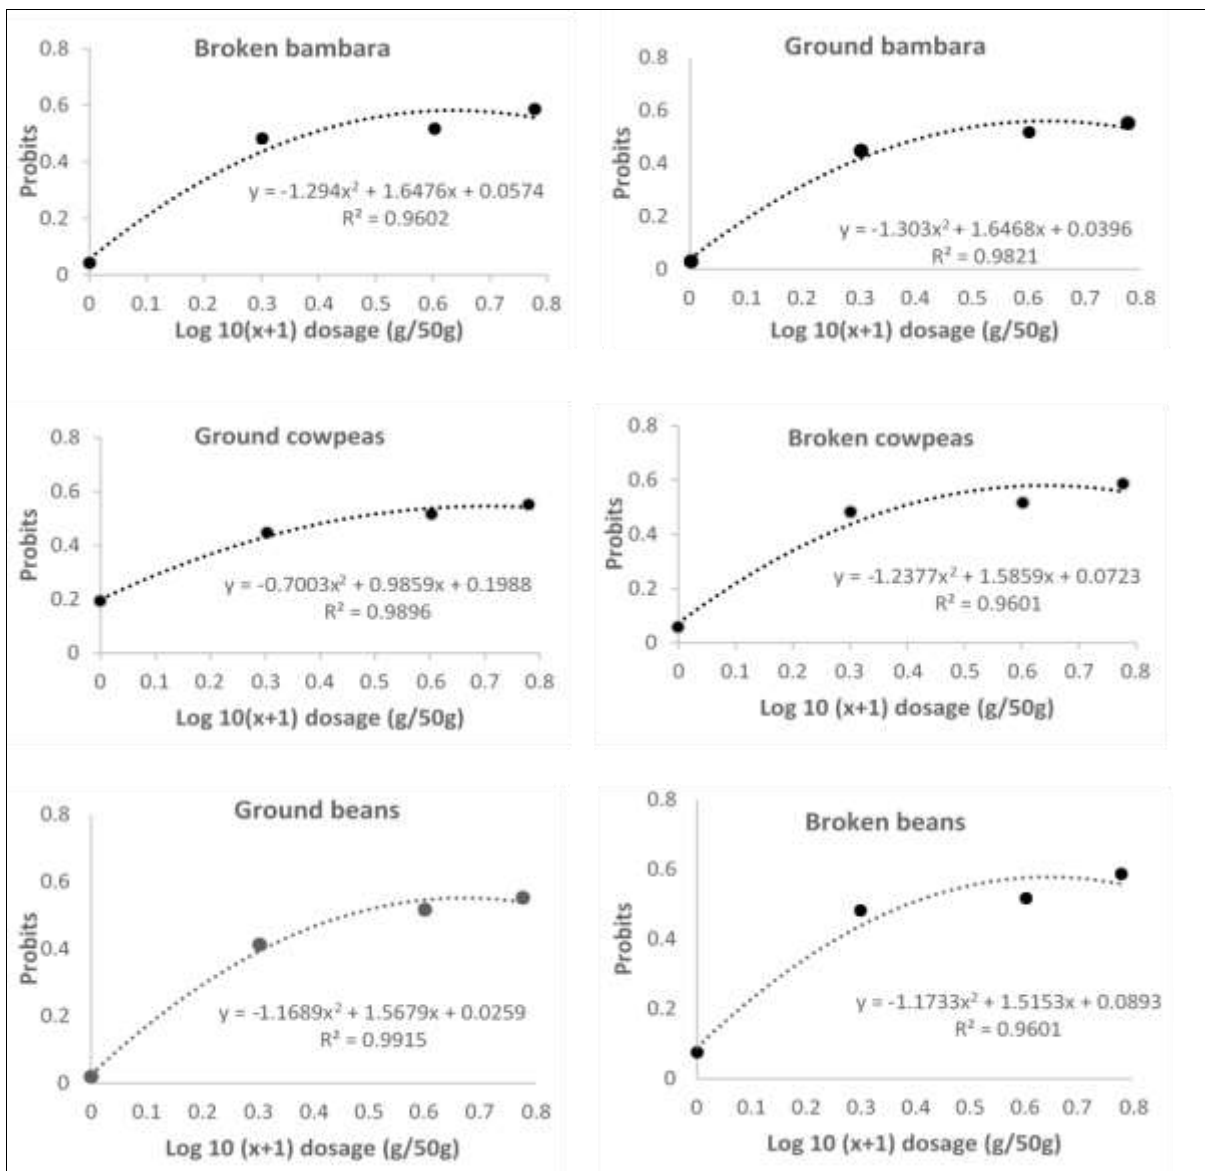 Broken bambara
0.8
0.6
0.4
0.2
0
Probits
y = -1.294x² + 1.6476x + 0.0574
R² = 0.9602
0 0.1 0.2 0.3 0.4 0.5 0.6 0.7 0.8
Log 10(x+1) dosage (g/50g)
Ground bambara
0.8
0.6
0.4
0.2
0
Probits
y = -1.303x² + 1.6468x + 0.0396
R² = 0.9821
0 0.1 0.2 0.3 0.4 0.5 0.6 0.7 0.8
Log 10(x+1) dosage (g/50g)
Ground cowpeas
0.8
0.6
0.4
0.2
0
Probits
y = -0.7003x² + 0.9859x + 0.1988
R² = 0.9896
0 0.1 0.2 0.3 0.4 0.5 0.6 0.7 0.8
Log 10(x+1) dosage (g/50g)
Broken cowpeas
0.8
0.6
0.4
0.2
0
Probits
y = -1.2377x² + 1.5859x + 0.0723
R² = 0.9601
0 0.1 0.2 0.3 0.4 0.5 0.6 0.7 0.8
Log 10 (x+1) dosage (g/50g)
Ground beans
0.8
0.6
0.4
0.2
0
Probits
y = -1.1689x² + 1.5679x + 0.0259
R² = 0.9915
0 0.1 0.2 0.3 0.4 0.5 0.6 0.7 0.8
Log 10 (x+1) dosage (g/50g)
Broken beans
0.8
0.6
0.4
0.2
0
Probits
y = -1.1733x² + 1.5153x + 0.0893
R² = 0.9601
0 0.1 0.2 0.3 0.4 0.5 0.6 0.7 0.8
Log 10 (x+1) dosage (g/50g)